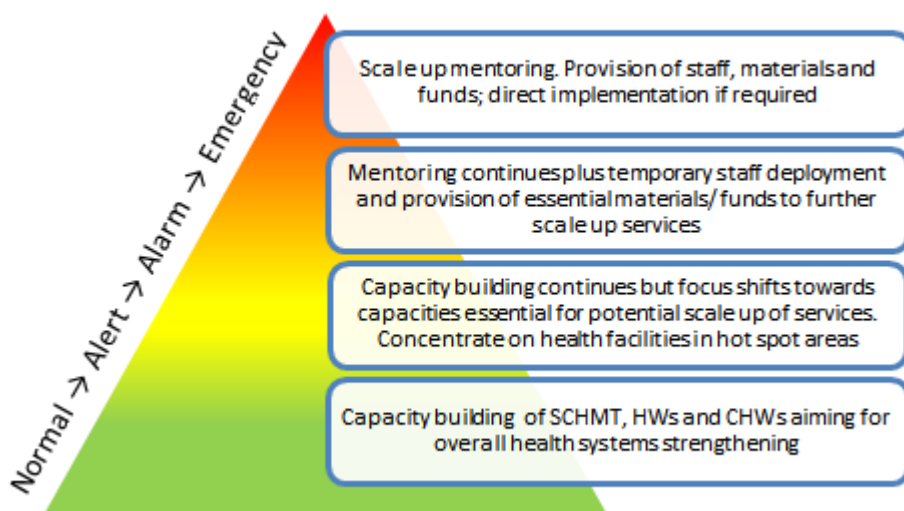 Normal → Alert → Alarm → Emergency
Scale up mentoring. Provision of staff, materials and
funds; direct implementation if required
Mentoring continues plus temporary staff deployment
and provision of essential materials/ funds to further
scale up services
Capacity building continues but focus shifts towards
capacities essential for potential scale up of services.
Concentrate on health facilities in hot spot areas
Capacity building of SCHMT, HWs and CHWs aiming for
overall health systems strengthening